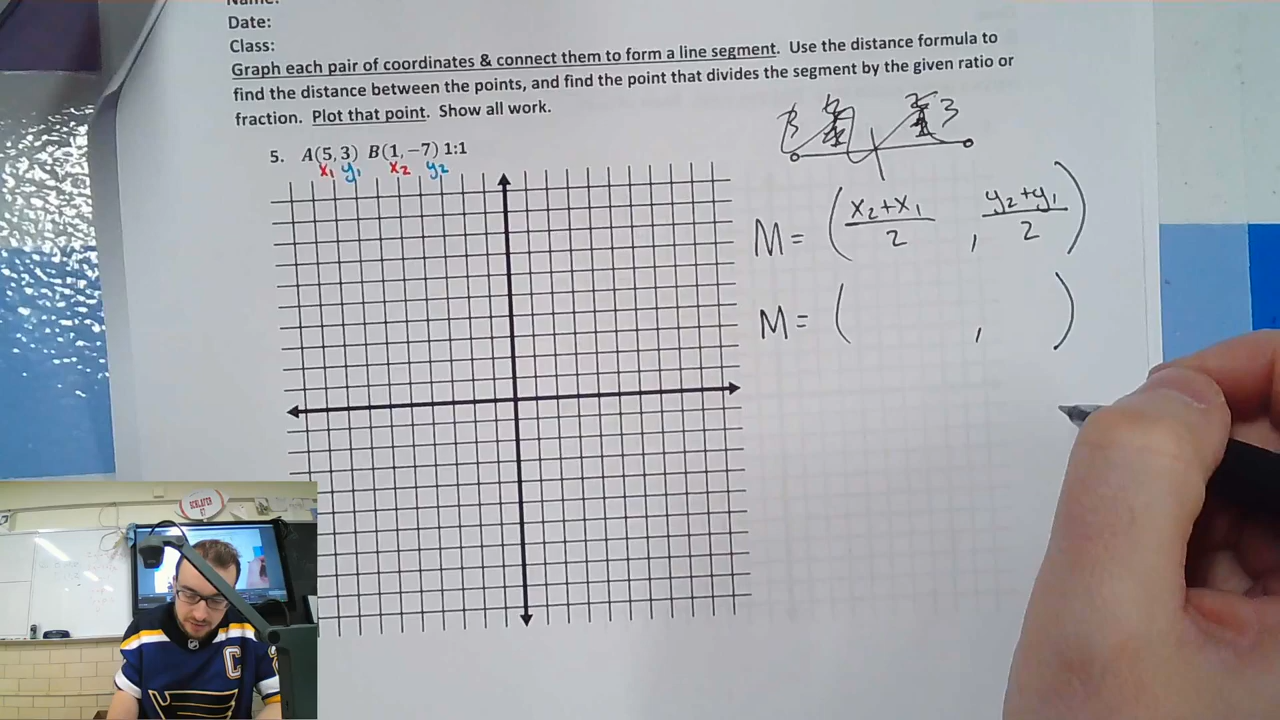 Name:
Date:
Class:
Graph each pair of coordinates & connect them to form a line segment. Use the distance formula to
find the distance between the points, and find the point that divides the segment by the given ratio or
fraction. Plot that point. Show all work.
5. A(5, 3) B(1, −7) 1:1
x₁ y₁ x₂ y₂
3
M = (x₂+x₁/2 , y₂+y₁/2)
M = ( , )
C